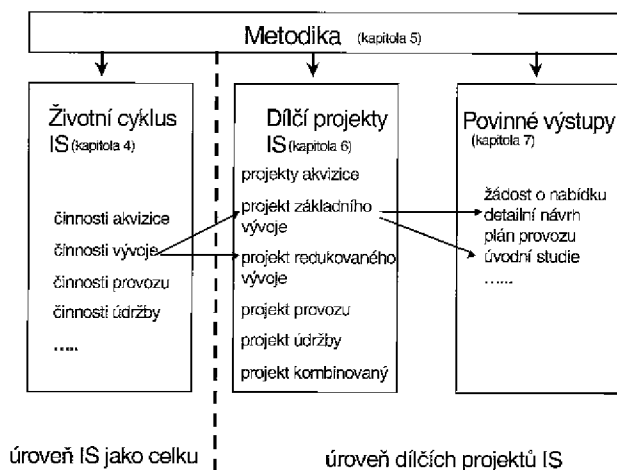 Metodika (kapitola 5)
Životní cyklus
IS (kapitola 4)
činnosti akvizice
činnosti vývoje
činnosti provozu
činnosti údržby
.....
Dílčí projekty
IS (kapitola 6)
projekty akvizice
projekt základního
vývoje
projekt redukovaného
vývoje
projekt provozu
projekt údržby
projekt kombinovaný
Povinné výstupy
(kapitola 7)
žádost o nabídku
detailní návrh
plán provozu
úvodní studie
......
úroveň IS jako celku
úroveň dílčích projektů IS